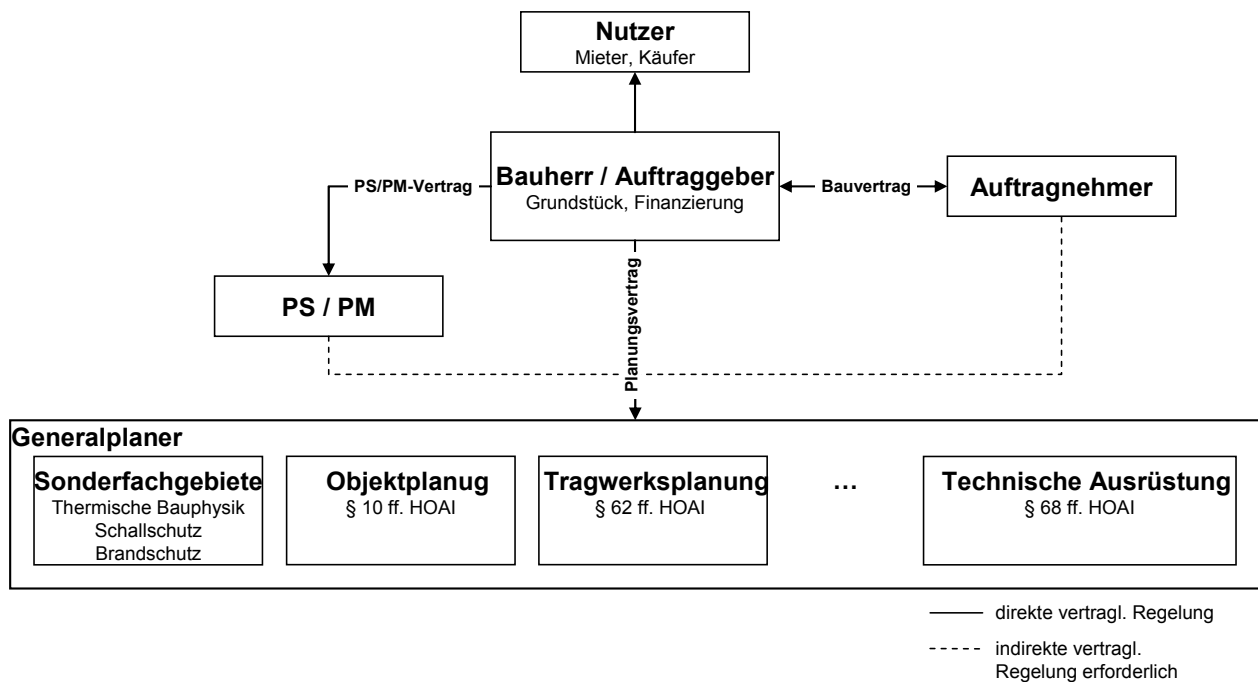 Nutzer
Mieter, Käufer
Bauherr / Auftraggeber
Grundstück, Finanzierung
PS/PM-Vertrag
Bauvertrag
Auftragnehmer
PS / PM
Planungsvertrag
Generalplaner
Sonderfachgebiete
Thermische Bauphysik
Schallschutz
Brandschutz
Objektplanug
§ 10 ff. HOAI
Tragwerksplanung
§ 62 ff. HOAI
...
Technische Ausrüstung
§ 68 ff. HOAI
direkte vertragl. Regelung
indirekte vertragl.
Regelung erforderlich